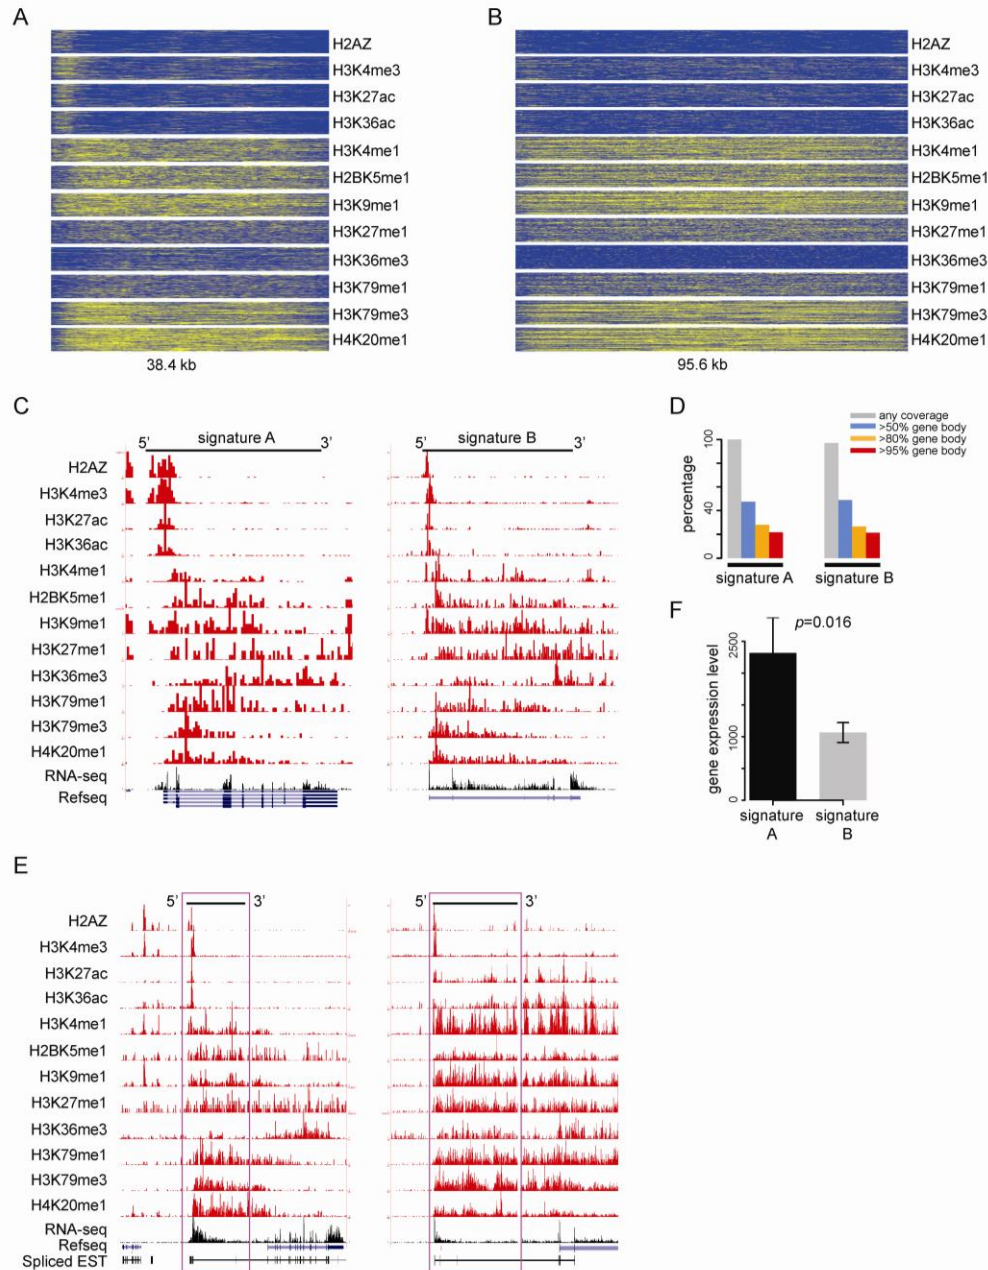 A
H2AZ
H3K4me3
H3K27ac
H3K36ac
H3K4me1
H2BK5me1
H3K9me1
H3K27me1
H3K36me3
H3K79me1
H3K79me3
H4K20me1
38.4 kb
B
H2AZ
H3K4me3
H3K27ac
H3K36ac
H3K4me1
H2BK5me1
H3K9me1
H3K27me1
H3K36me3
H3K79me1
H3K79me3
H4K20me1
95.6 kb
C
5' signature A 3'
5' signature B 3'
H2AZ
H3K4me3
H3K27ac
H3K36ac
H3K4me1
H2BK5me1
H3K9me1
H3K27me1
H3K36me3
H3K79me1
H3K79me3
H4K20me1
RNA-seq
Refseq
D
any coverage
>50% gene body
>80% gene body
>95% gene body
percentage
100
40
0
signature A
signature B
F
p=0.016
gene expression level
2500
1000
0
signature A
signature B
E
5' 3'
5' 3'
H2AZ
H3K4me3
H3K27ac
H3K36ac
H3K4me1
H2BK5me1
H3K9me1
H3K27me1
H3K36me3
H3K79me1
H3K79me3
H4K20me1
RNA-seq
Refseq
Spliced EST